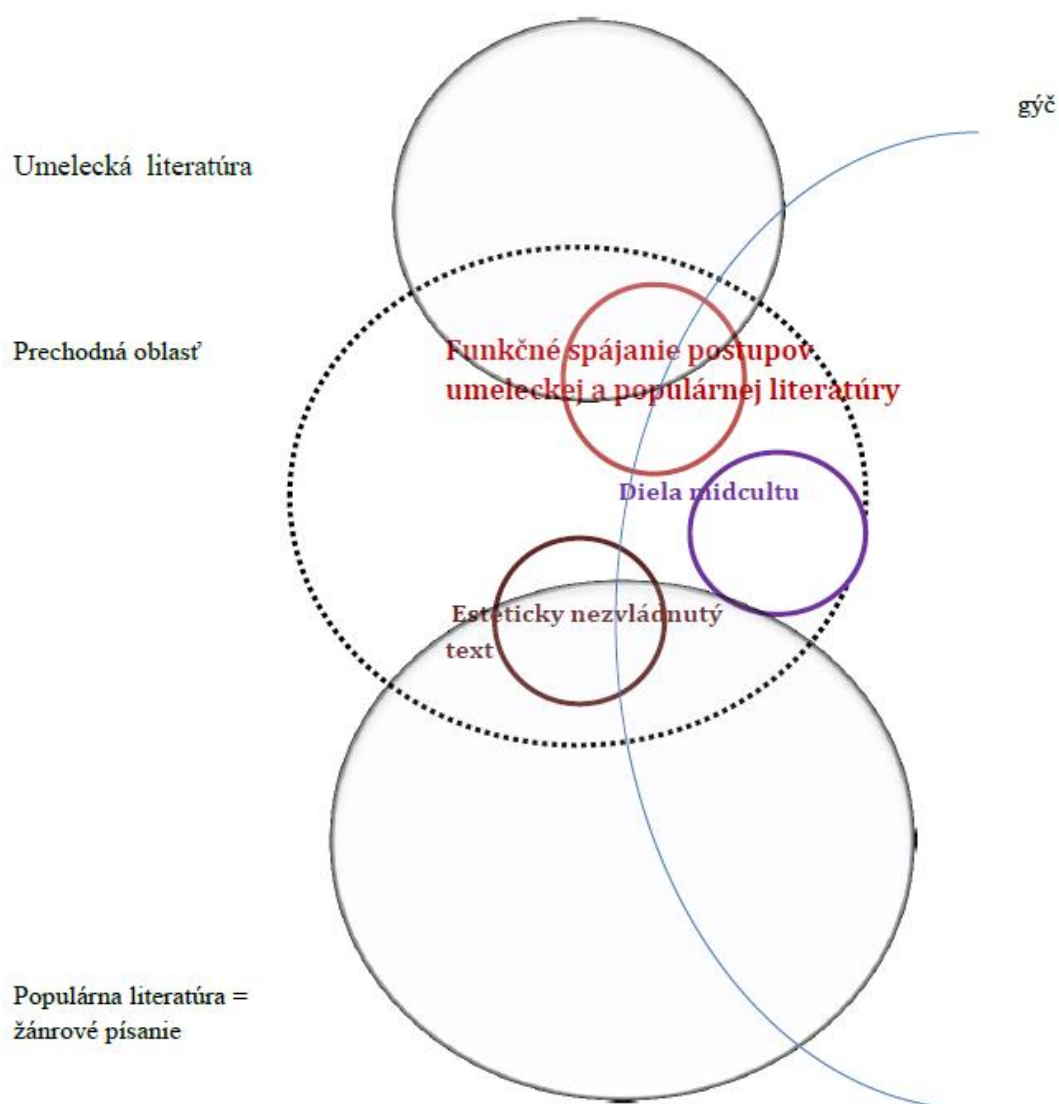 gýč
Umelecká literatúra
Prechodná oblasť
Funkčné spájanie postupov
umeleckej a populárnej literatúry
Diela midcultu
Esteticky nezvládnutý
text
Populárna literatúra =
žánrové písanie